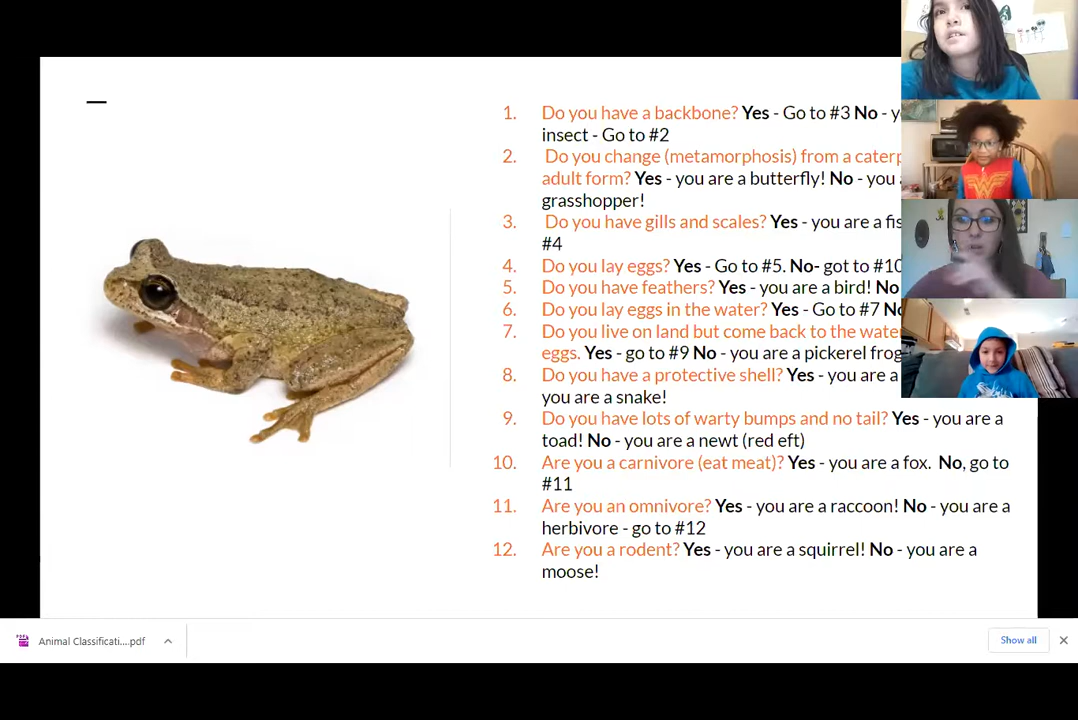 1. Do you have a backbone? Yes - Go to #3 No -
insect - Go to #2
2. Do you change (metamorphosis) from a
adult form? Yes - you are a butterfly! No - you
grasshopper!
3. Do you have gills and scales? Yes - you are a
#4
4. Do you lay eggs? Yes - Go to #5. No- got to #10
5. Do you have feathers? Yes - you are a bird! No
6. Do you lay eggs in the water? Yes - Go to #7
7. Do you live on land but come back to the
eggs. Yes - go to #9 No - you are a pickerel frog
8. Do you have a protective shell? Yes - you are a
you are a snake!
9. Do you have lots of warty bumps and no tail? Yes - you are a
toad! No - you are a newt (red eft)
10. Are you a carnivore (eat meat)? Yes - you are a fox. No, go to
#11
11. Are you an omnivore? Yes - you are a raccoon! No - you are a
herbivore - go to #12
12. Are you a rodent? Yes - you are a squirrel! No - you are a
moose!
Animal Classificati....pdf
Show all